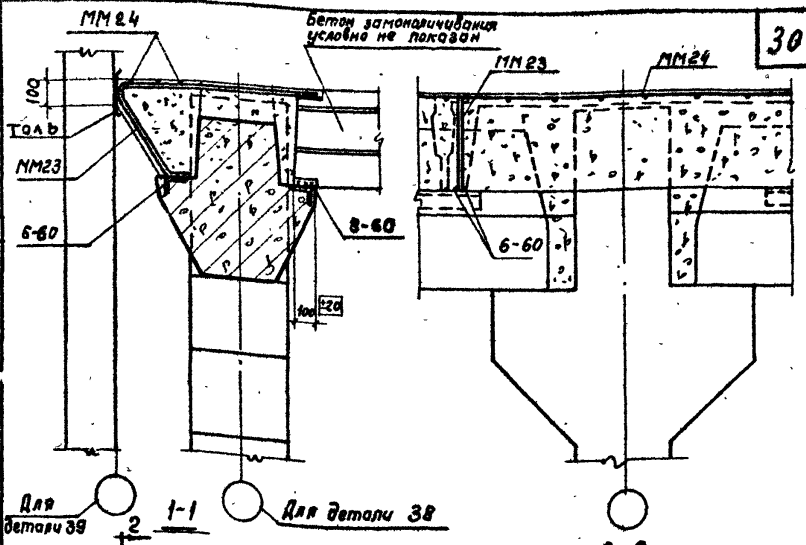 ММ24
Бетон замоноличивания
условно не показан
30
ММ23
ММ24
100
ТОЛЬ
ММ23
6-60
8-60
6-60
100
±20
Для
детали 39
1-1
Для детали 38
2